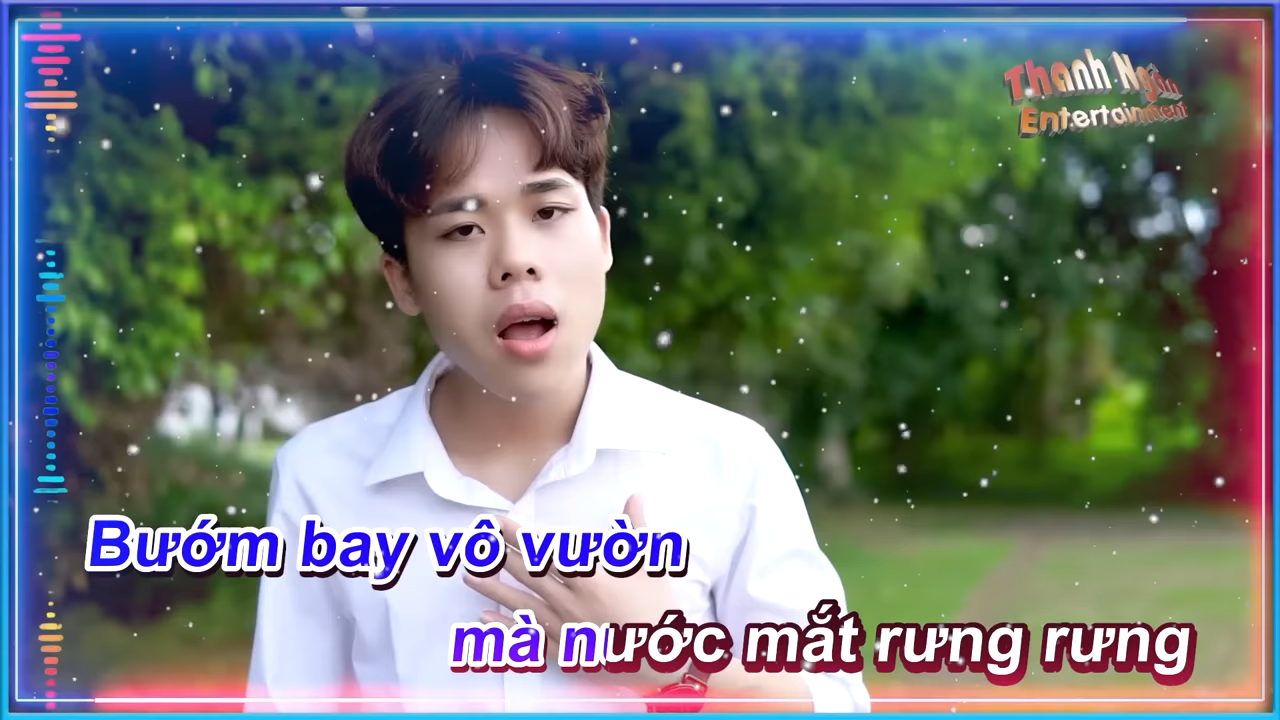 Thanh Ngân
Entertainment
Bướm bay vô vườn
mà nước mắt rưng rưng